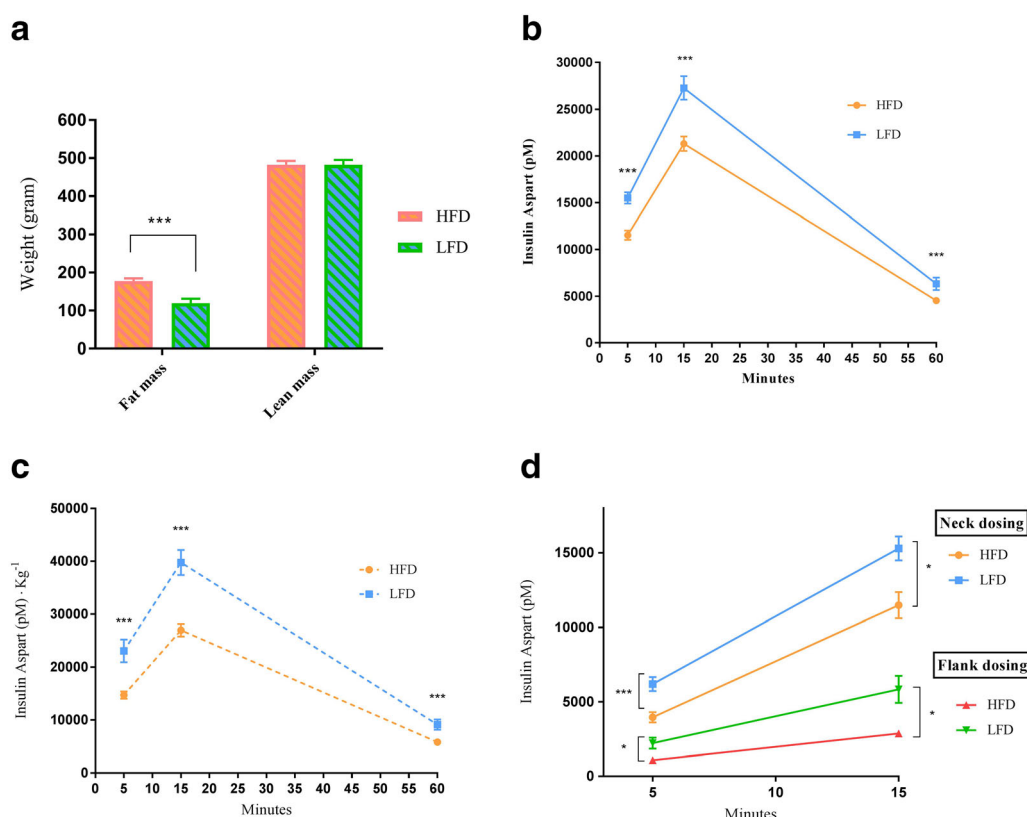 a
Weight (gram)
600
500
400
300
200
100
0
***
HFD
LFD
Fat mass
Lean mass
b
Insulin Aspart (pM)
30000
25000
20000
15000
10000
5000
0
***
***
***
HFD
LFD
0 5 10 15 20 25 30 35 40 45 50 55 60
Minutes
c
Insulin Aspart (pM) · Kg⁻¹
50000
40000
30000
20000
10000
0
***
***
***
HFD
LFD
0 5 10 15 20 25 30 35 40 45 50 55 60
Minutes
d
Insulin Aspart (pM)
15000
10000
5000
0
***
*
*
*
Neck dosing
HFD
LFD
Flank dosing
HFD
LFD
5 10 15
Minutes